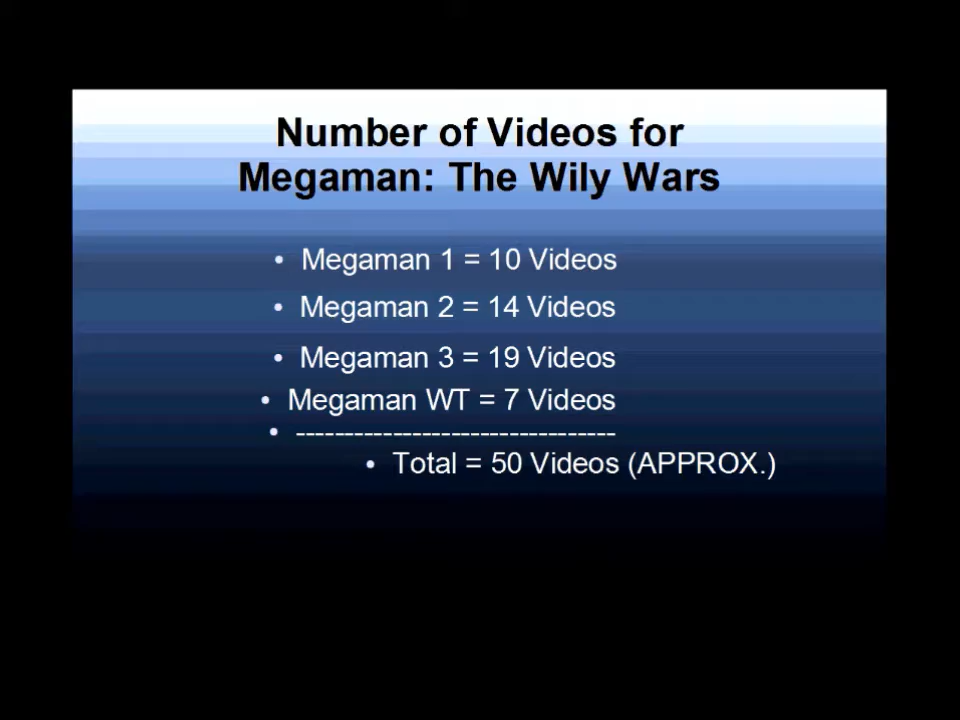 Number of Videos for
Megaman: The Wily Wars
• Megaman 1 = 10 Videos
• Megaman 2 = 14 Videos
• Megaman 3 = 19 Videos
• Megaman WT = 7 Videos
• ---------------------------------
• Total = 50 Videos (APPROX.)